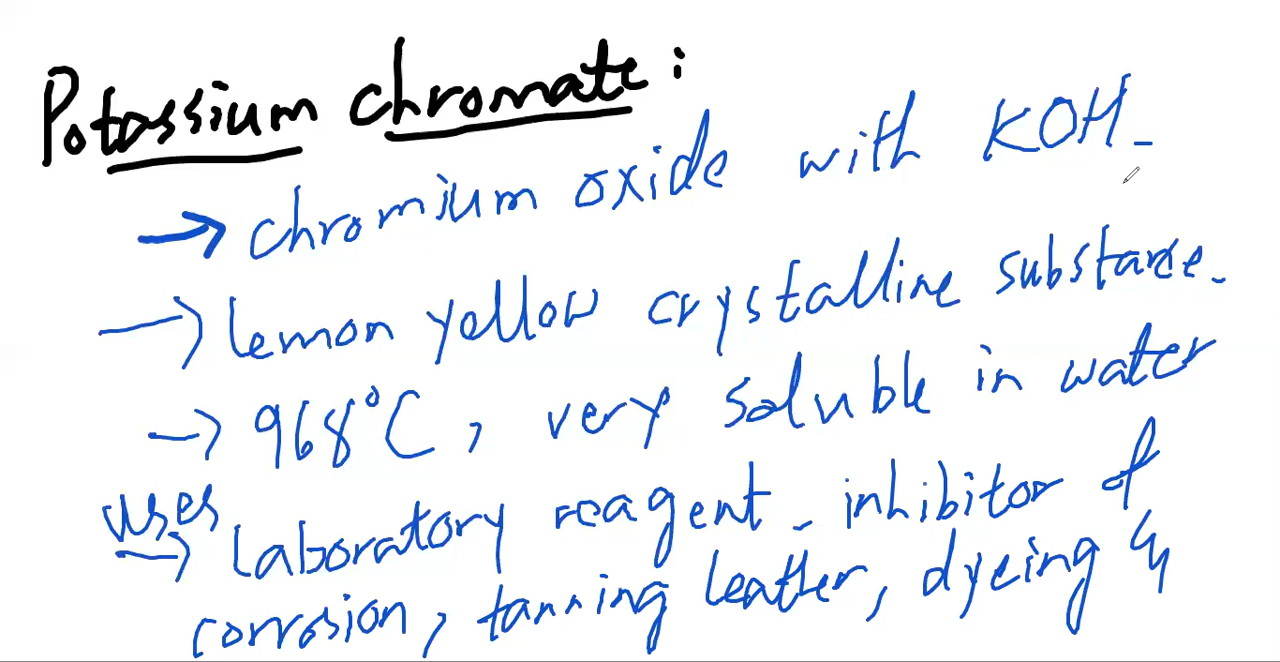 Potassium chromate:
→ chromium oxide with KOH.
→ lemon yellow crystalline substance.
→ 968°C, very soluble in water
uses
→ laboratory reagent. inhibitor of
corrosion, tanning leather, dyeing &